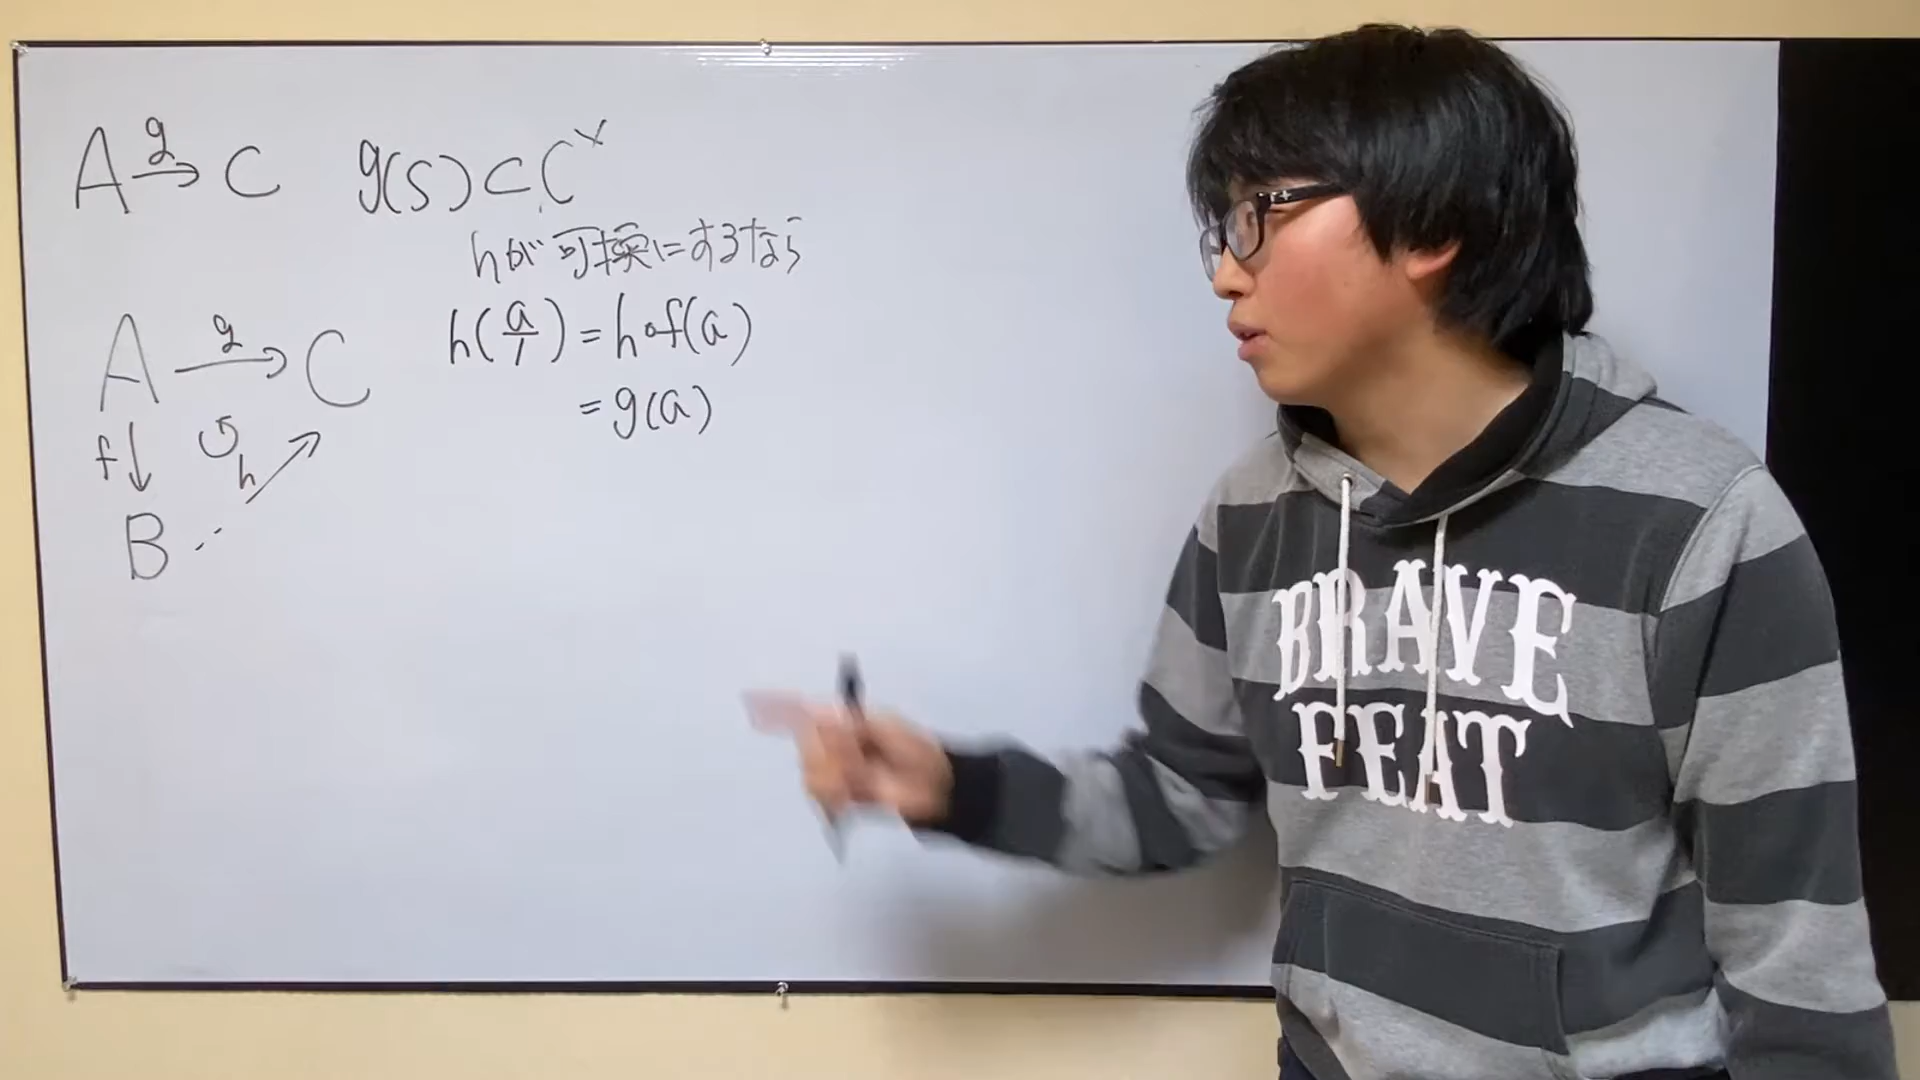 A →g C g(S) ⊂ C^×
hが可換にするなら
h(a/1) = h∘f(a)
= g(a)
A →g C
f↓ ↺ h ↗
B
BRAVE
FEAT